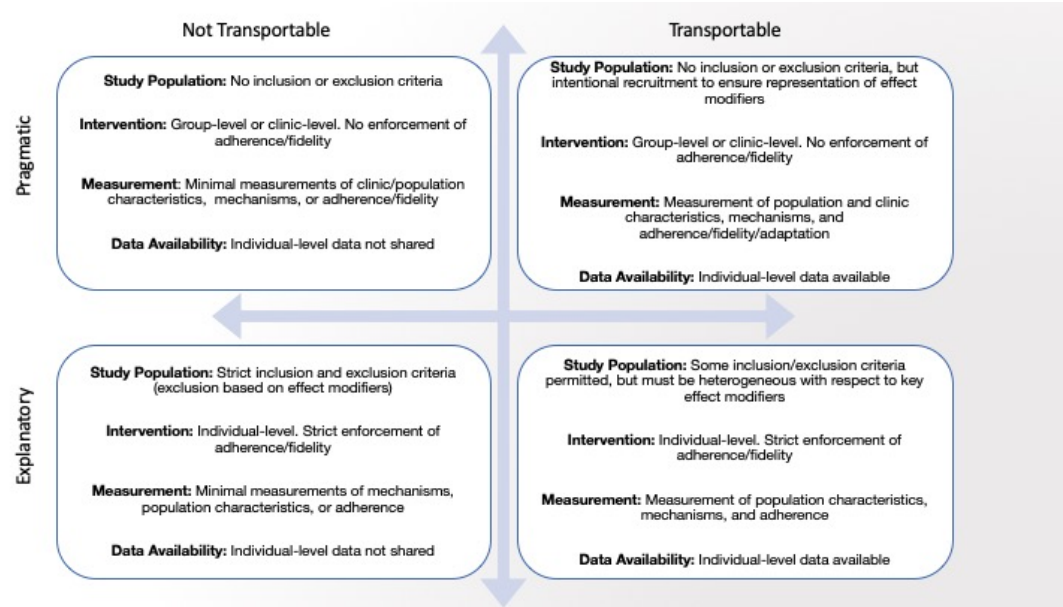 Not Transportable
Transportable
Pragmatic
Study Population: No inclusion or exclusion criteria
Intervention: Group-level or clinic-level. No enforcement of
adherence/fidelity
Measurement: Minimal measurements of clinic/population
characteristics, mechanisms, or adherence/fidelity
Data Availability: Individual-level data not shared
Study Population: No inclusion or exclusion criteria, but
intentional recruitment to ensure representation of effect
modifiers
Intervention: Group-level or clinic-level. No enforcement of
adherence/fidelity
Measurement: Measurement of population and clinic
characteristics, mechanisms, and
adherence/fidelity/adaptation
Data Availability: Individual-level data available
Explanatory
Study Population: Strict inclusion and exclusion criteria
(exclusion based on effect modifiers)
Intervention: Individual-level. Strict enforcement of
adherence/fidelity
Measurement: Minimal measurements of mechanisms,
population characteristics, or adherence
Data Availability: Individual-level data not shared
Study Population: Some inclusion/exclusion criteria
permitted, but must be heterogeneous with respect to key
effect modifiers
Intervention: Individual-level. Strict enforcement of
adherence/fidelity
Measurement: Measurement of population characteristics,
mechanisms, and adherence
Data Availability: Individual-level data available